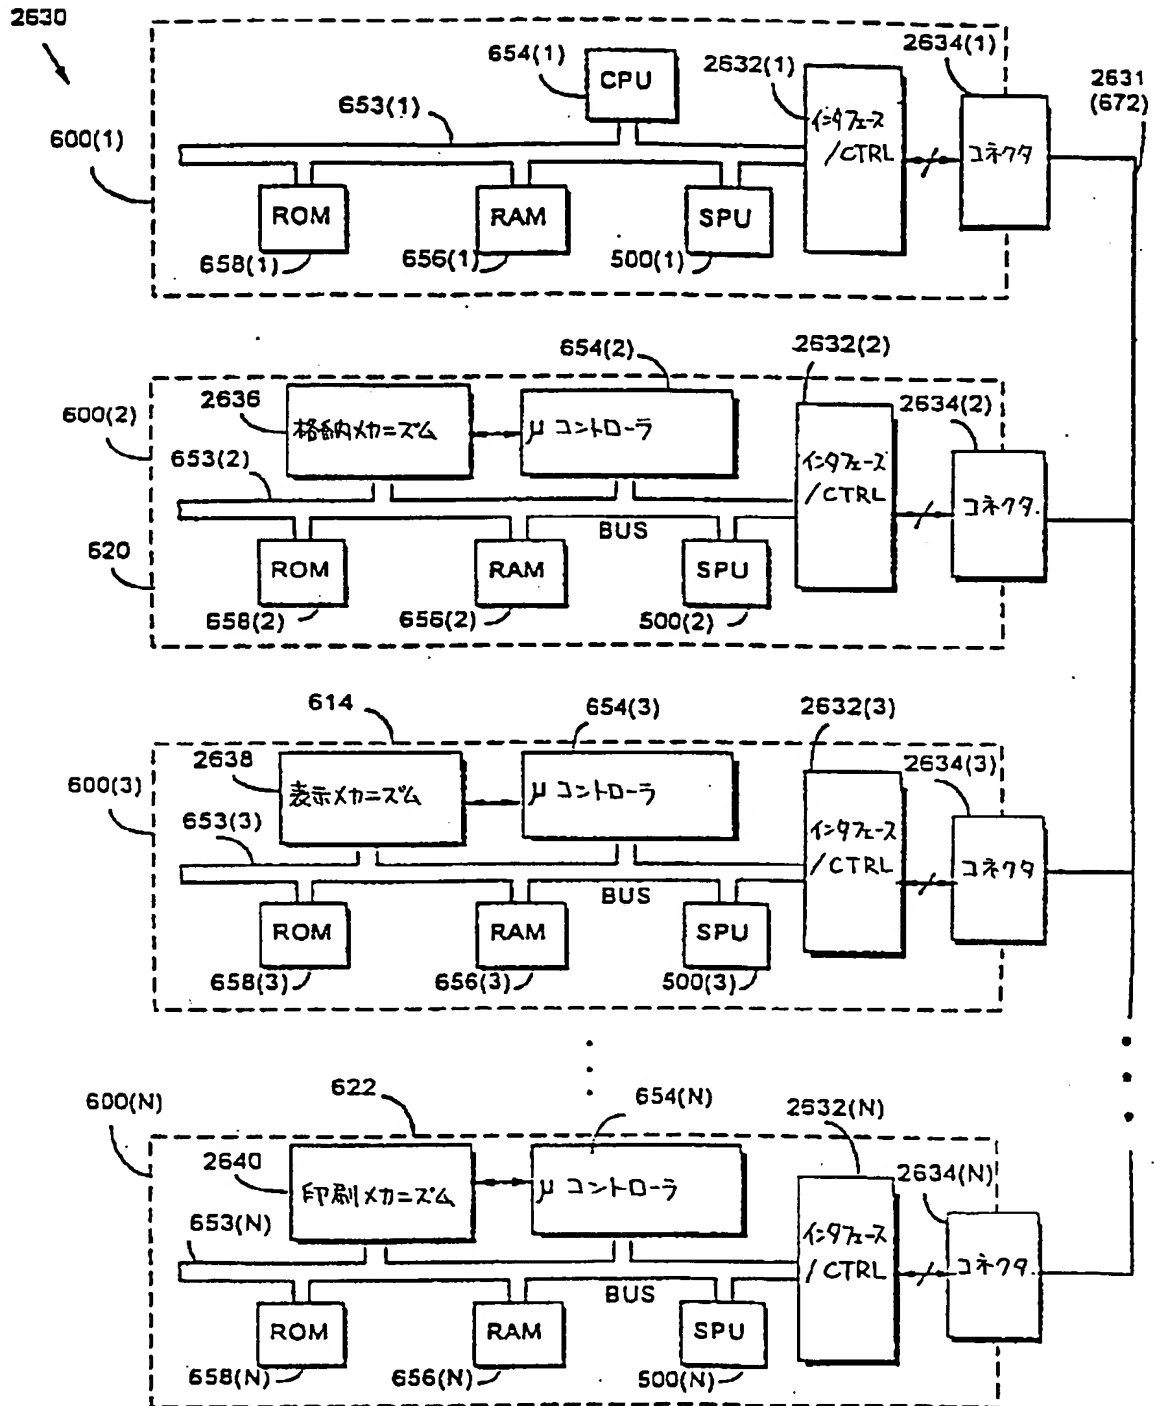 2630
654(1)
CPU
2632(1)
2634(1)
2631
(672)
653(1)
600(1)
インタフェース
/CTRL
コネクタ
ROM
RAM
SPU
658(1)
656(1)
500(1)
654(2)
2632(2)
600(2)
2636
格納メカニズム
μコントローラ
2634(2)
653(2)
インタフェーズ
/CTRL
コネクタ
BUS
620
ROM
RAM
SPU
658(2)
656(2)
500(2)
614
654(3)
2632(3)
2638
表示メカニズム
μコントローラ
2634(3)
600(3)
653(3)
インタフェース
/CTRL
コネクタ
BUS
ROM
RAM
SPU
658(3)
656(3)
500(3)
622
654(N)
600(N)
2632(N)
2640
印刷メカニズム
μコントローラ
2634(N)
653(N)
インタフェース
/CTRL
コネクタ
BUS
ROM
RAM
SPU
658(N)
656(N)
500(N)